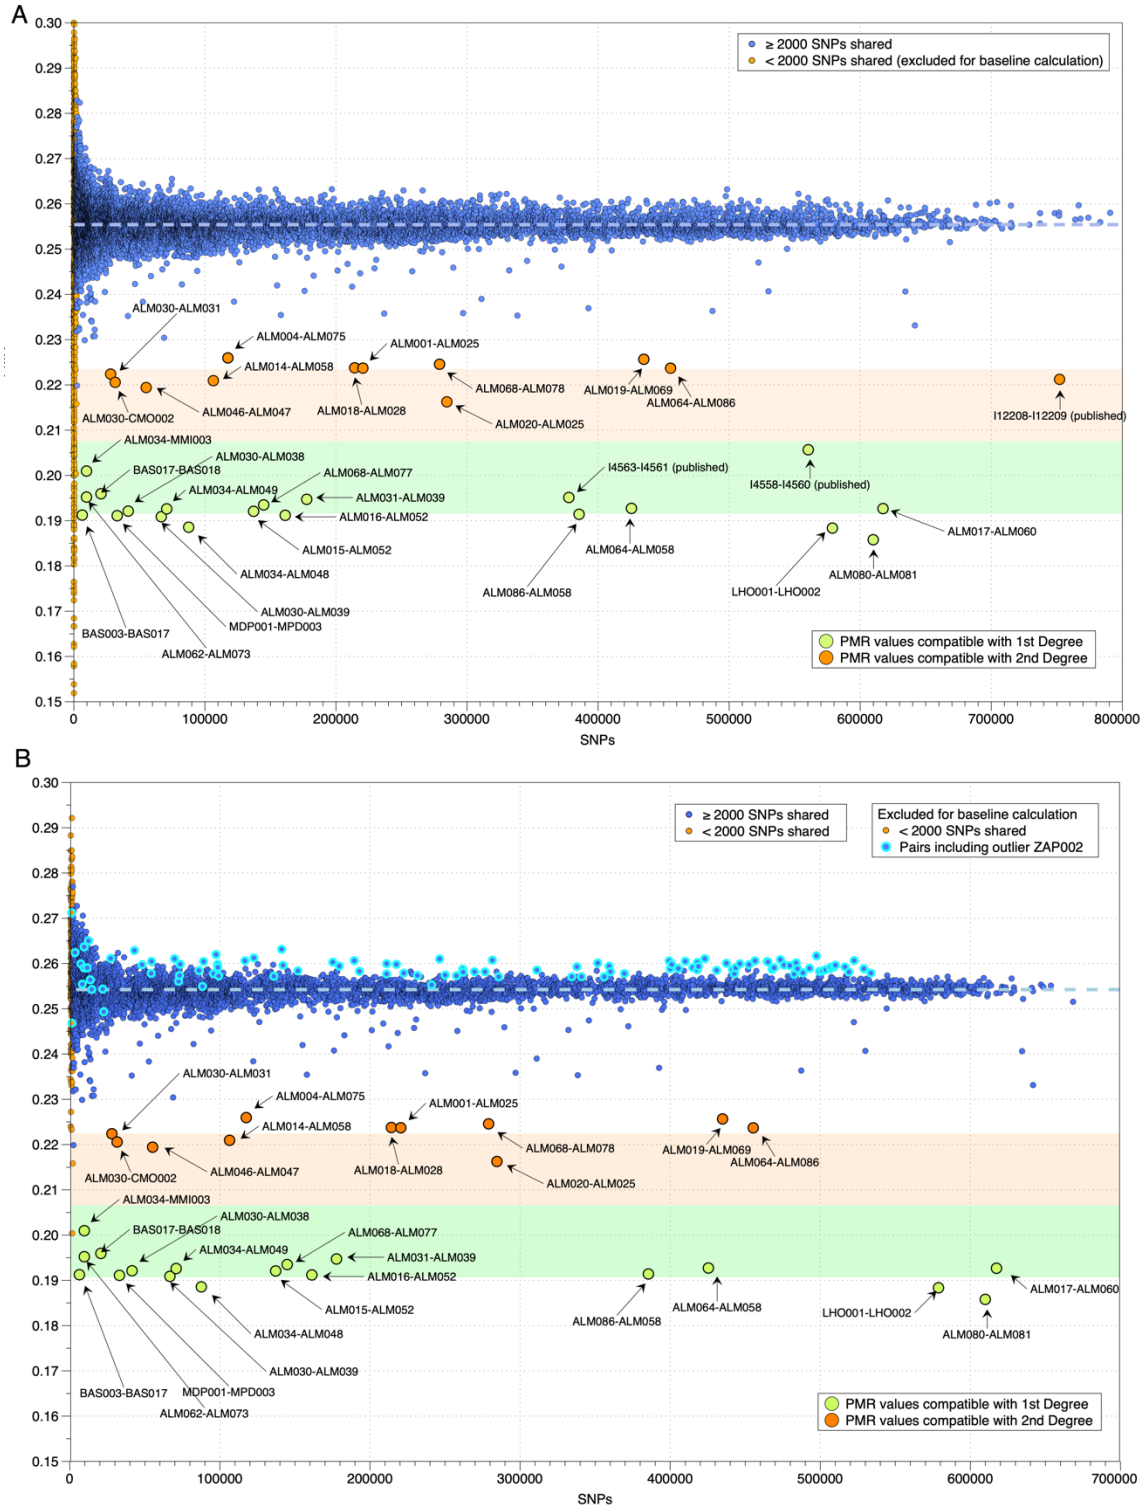 A
0.30
≥ 2000 SNPs shared
< 2000 SNPs shared (excluded for baseline calculation)
0.29
0.28
0.27
0.26
0.25
0.24
ALM030-ALM031
0.23
ALM004-ALM075
ALM001-ALM025
ALM014-ALM058
0.22
ALM068-ALM078
ALM019-ALM069
ALM064-ALM086
ALM018-ALM028
ALM046-ALM047
ALM030-CMO002
I12208-I12209 (published)
ALM020-ALM025
0.21
ALM034-MMI003
ALM030-ALM038
BAS017-BAS018
ALM068-ALM077
I4563-I4561 (published)
0.20
I4558-I4560 (published)
ALM034-ALM049
ALM031-ALM039
ALM016-ALM052
0.19
ALM017-ALM060
ALM015-ALM052
ALM064-ALM058
0.18
ALM034-ALM048
ALM080-ALM081
ALM086-ALM058
LHO001-LHO002
0.17
ALM030-ALM039
MDP001-MPD003
BAS003-BAS017
ALM062-ALM073
PMR values compatible with 1st Degree
PMR values compatible with 2nd Degree
0.16
0.15
0 100000 200000 300000 400000 500000 600000 700000 800000
SNPs
B
0.30
≥ 2000 SNPs shared
< 2000 SNPs shared
Excluded for baseline calculation
< 2000 SNPs shared
Pairs including outlier ZAP002
0.29
0.28
0.27
0.26
0.25
0.24
ALM030-ALM031
0.23
ALM004-ALM075
ALM001-ALM025
ALM014-ALM058
0.22
ALM068-ALM078
ALM019-ALM069
ALM064-ALM086
ALM018-ALM028
ALM046-ALM047
ALM030-CMO002
ALM020-ALM025
0.21
ALM034-MMI003
ALM030-ALM038
BAS017-BAS018
ALM068-ALM077
0.20
ALM034-ALM049
ALM031-ALM039
ALM016-ALM052
0.19
ALM017-ALM060
ALM015-ALM052
ALM064-ALM058
LHO001-LHO002
ALM086-ALM058
0.18
ALM034-ALM048
ALM080-ALM081
0.17
ALM030-ALM039
BAS003-BAS017
MDP001-MPD003
ALM062-ALM073
PMR values compatible with 1st Degree
PMR values compatible with 2nd Degree
0.16
0.15
0 100000 200000 300000 400000 500000 600000 700000
SNPs